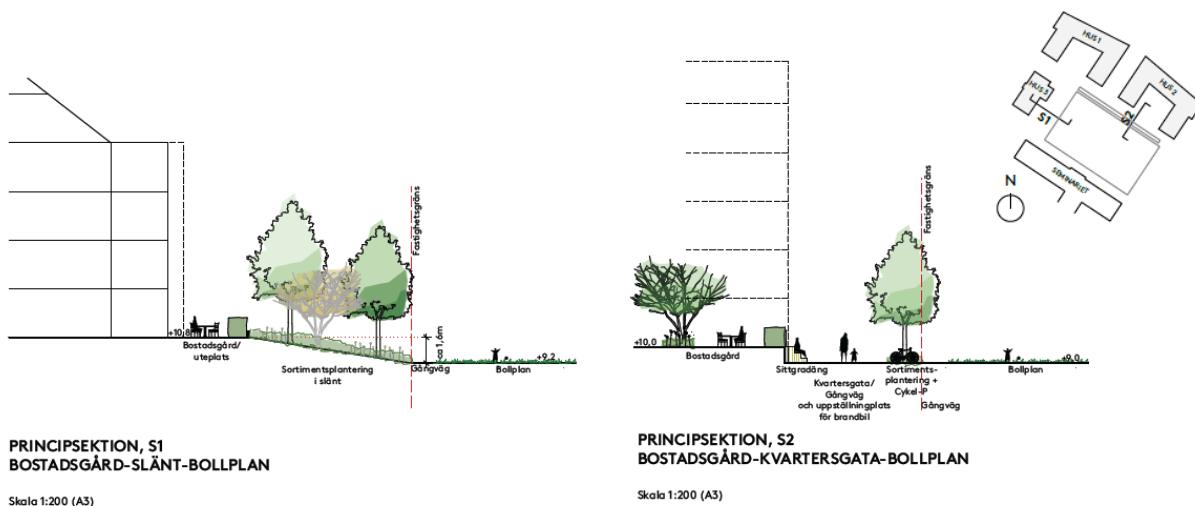 HUS 1
HUS 2
HUS 3
S1
S2
SEMINARIET
N
Fastighetsgräns
+10,8
Bostadsgård/
uteplats
Sortimentsplantering
i slänt
ca 1,6m
Gångväg
Bollplan
+9,2
PRINCIPSEKTION, S1
BOSTADSGÅRD-SLÄNT-BOLLPLAN
Skala 1:200 (A3)
Fastighetsgräns
+10,0
Bostadsgård
Sittgradäng
Kvartersgata/
Gångväg
och uppställningplats
för brandbil
Sortiments-
plantering +
Cykel-P
Gångväg
Bollplan
+9,0
PRINCIPSEKTION, S2
BOSTADSGÅRD-KVARTERSGATA-BOLLPLAN
Skala 1:200 (A3)